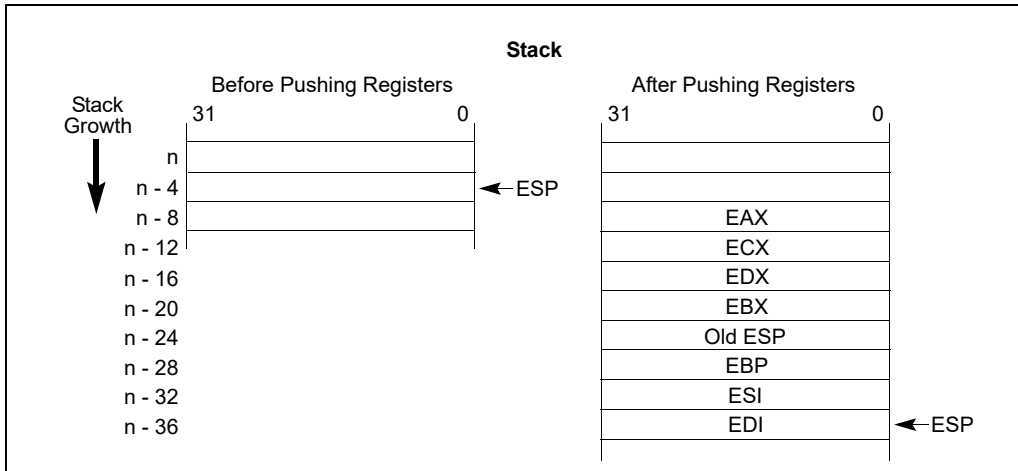 Stack
Before Pushing Registers
After Pushing Registers
Stack
Growth
31 0
31 0
n
n - 4
ESP
n - 8
EAX
n - 12
ECX
n - 16
EDX
n - 20
EBX
n - 24
Old ESP
n - 28
EBP
n - 32
ESI
n - 36
EDI
ESP